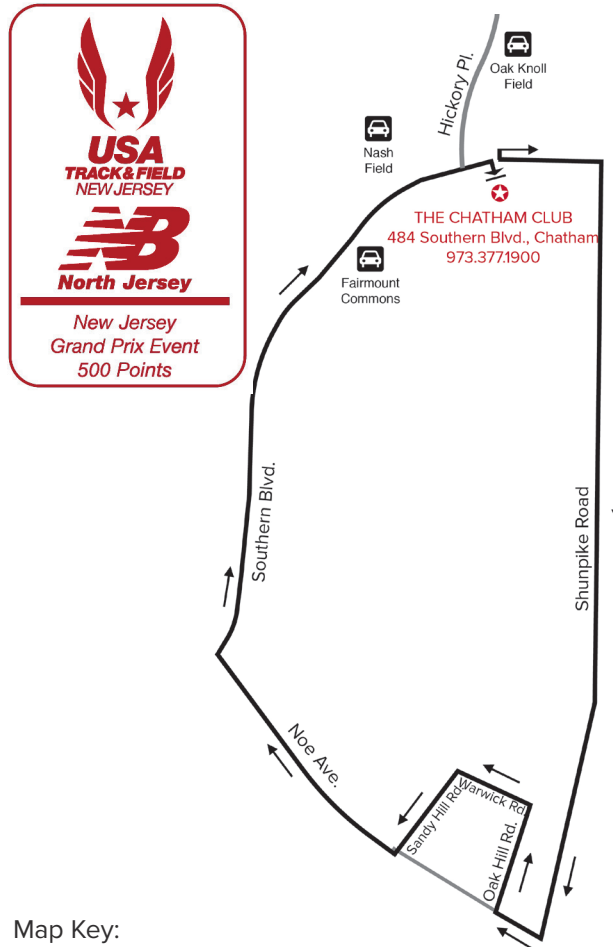 USA
TRACK & FIELD
NEW JERSEY
NB
North Jersey
New Jersey
Grand Prix Event
500 Points
Hickory Pl.
Oak Knoll
Field
Nash
Field
THE CHATHAM CLUB
484 Southern Blvd., Chatham
973.377.1900
Fairmount
Commons
Southern Blvd.
Shunpike Road
Noe Ave.
Sandy Hill Rd.
Warwick Rd.
Oak Hill Rd.
Map Key: